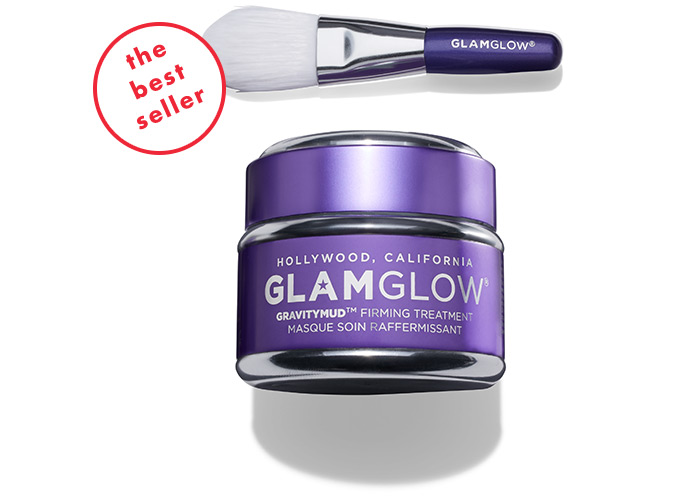 the
best
seller
GLAMGLOW®
HOLLYWOOD, CALIFORNIA
GLAMGLOW®
GRAVITYMUD™ FIRMING TREATMENT
MASQUE SOIN RAFFERMISSANT